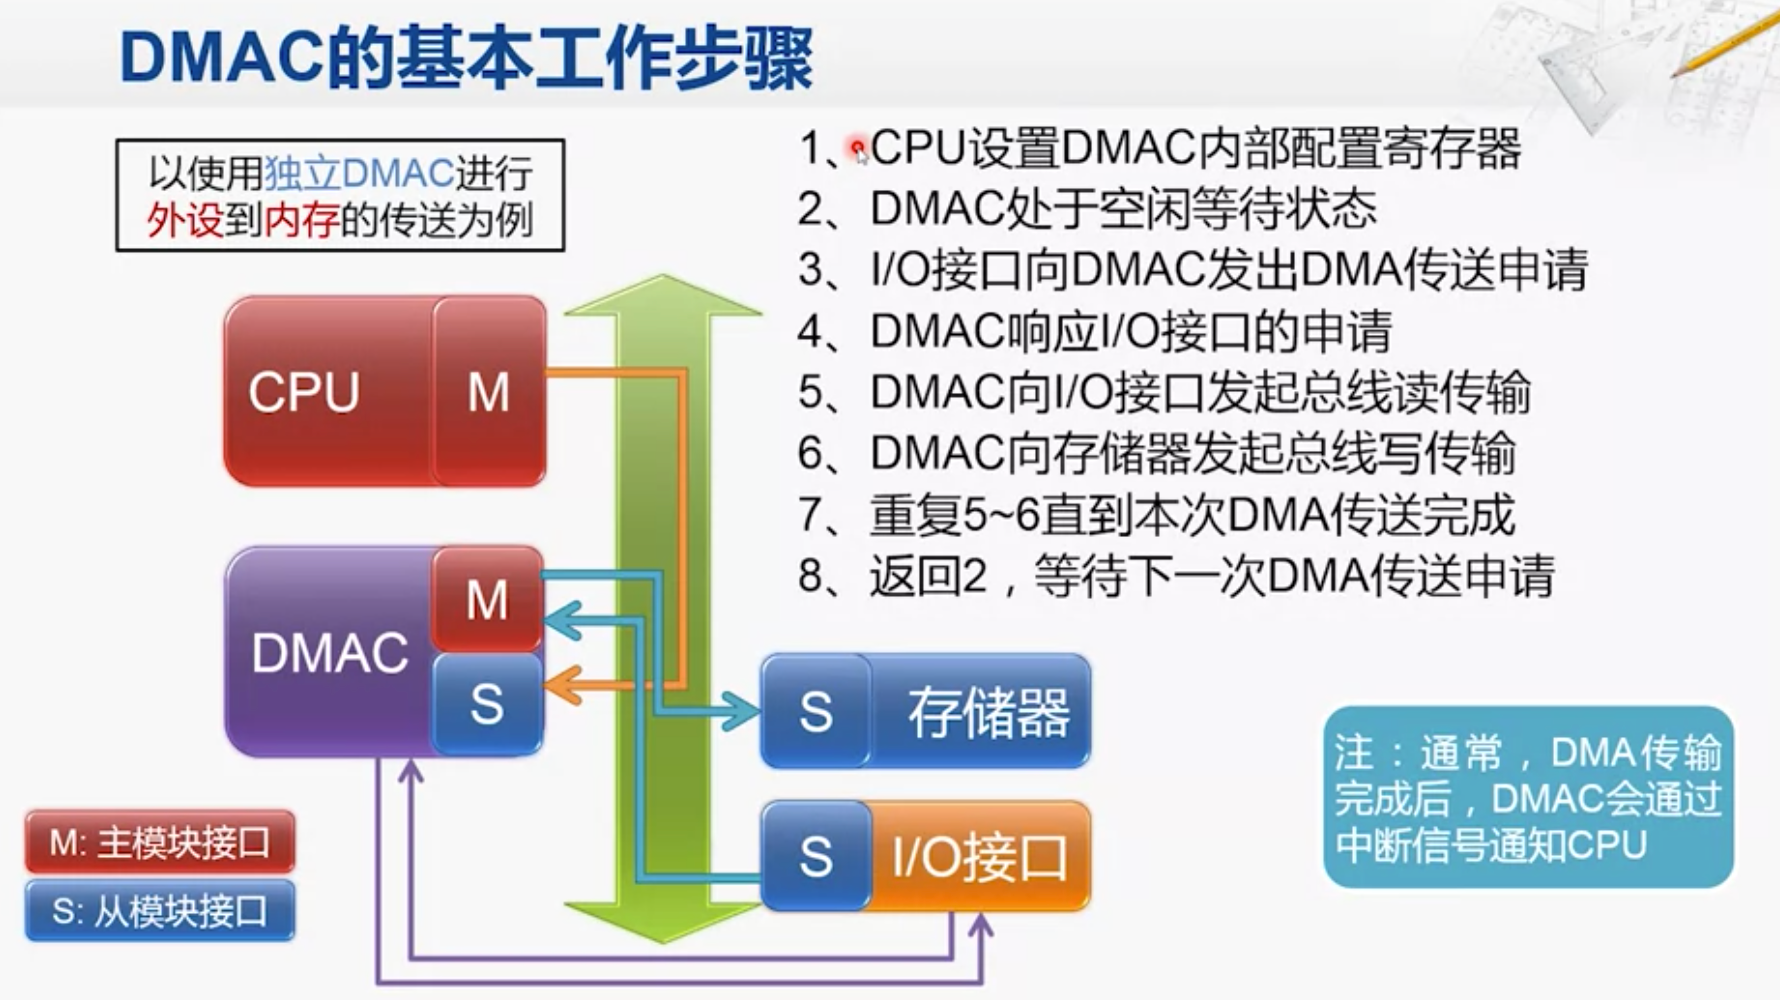 DMAC的基本工作步骤
以使用独立DMAC进行
外设到内存的传送为例
1、CPU设置DMAC内部配置寄存器
2、DMAC处于空闲等待状态
3、I/O接口向DMAC发出DMA传送申请
4、DMAC响应I/O接口的申请
5、DMAC向I/O接口发起总线读传输
6、DMAC向存储器发起总线写传输
7、重复5~6直到本次DMA传送完成
8、返回2，等待下一次DMA传送申请
CPU M
DMAC M
S
S 存储器
S I/O接口
M: 主模块接口
S: 从模块接口
注：通常，DMA传输
完成后，DMAC会通过
中断信号通知CPU